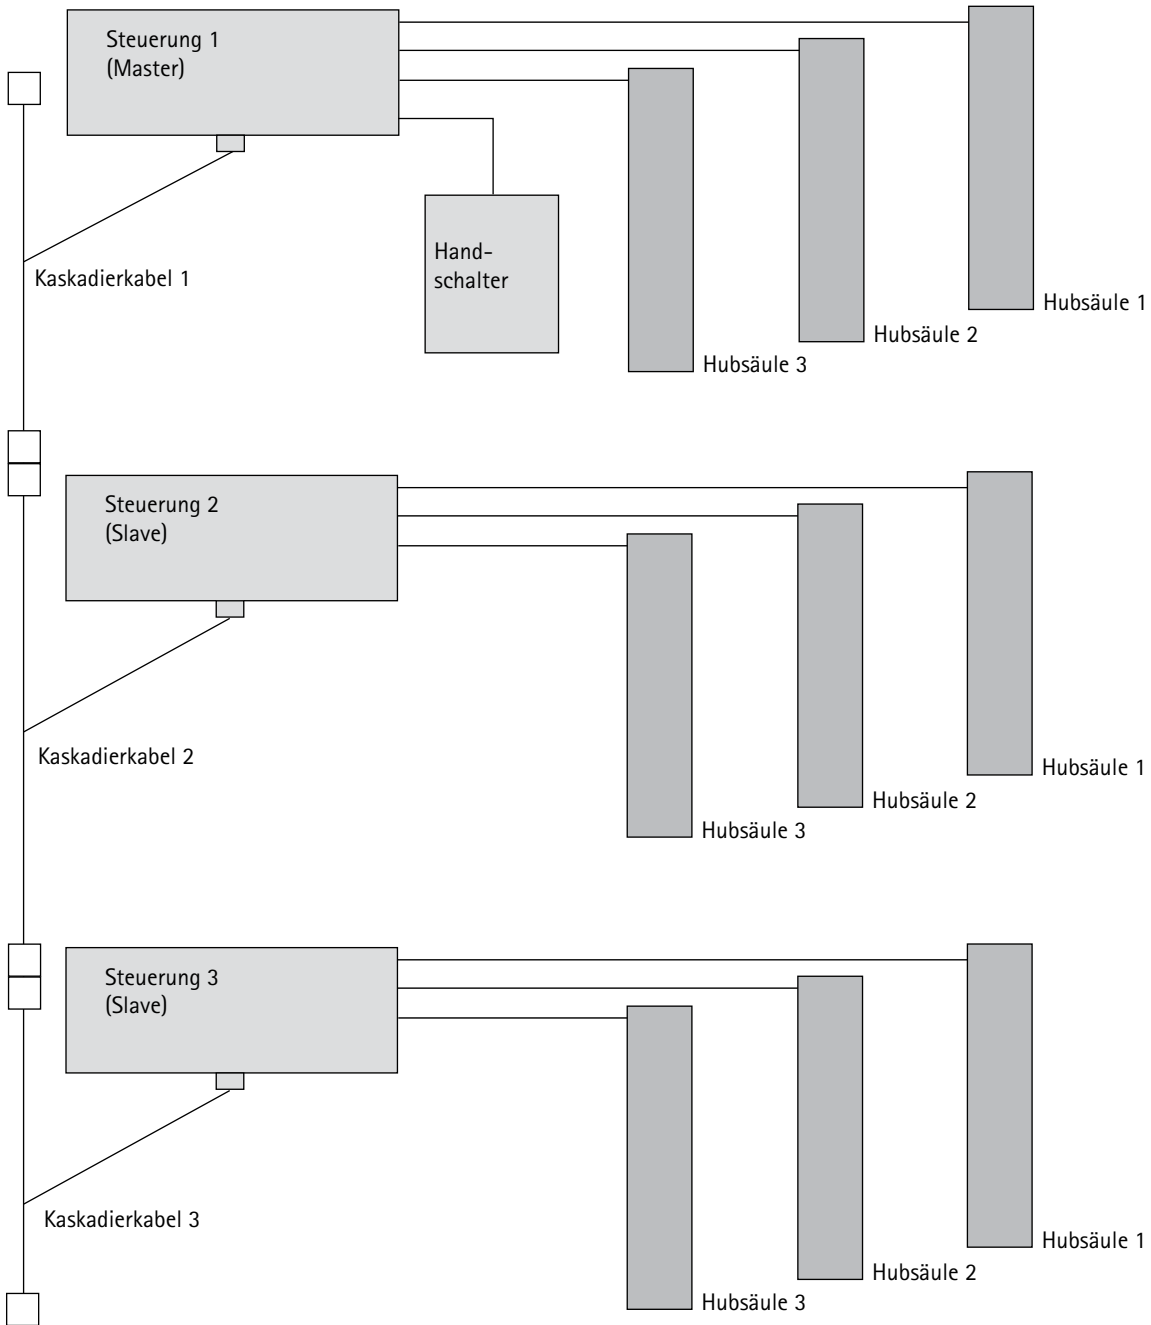 Steuerung 1
(Master)
Hand-
schalter
Kaskadierkabel 1
Hubsäule 1
Hubsäule 2
Hubsäule 3
Steuerung 2
(Slave)
Kaskadierkabel 2
Hubsäule 1
Hubsäule 2
Hubsäule 3
Steuerung 3
(Slave)
Kaskadierkabel 3
Hubsäule 1
Hubsäule 2
Hubsäule 3